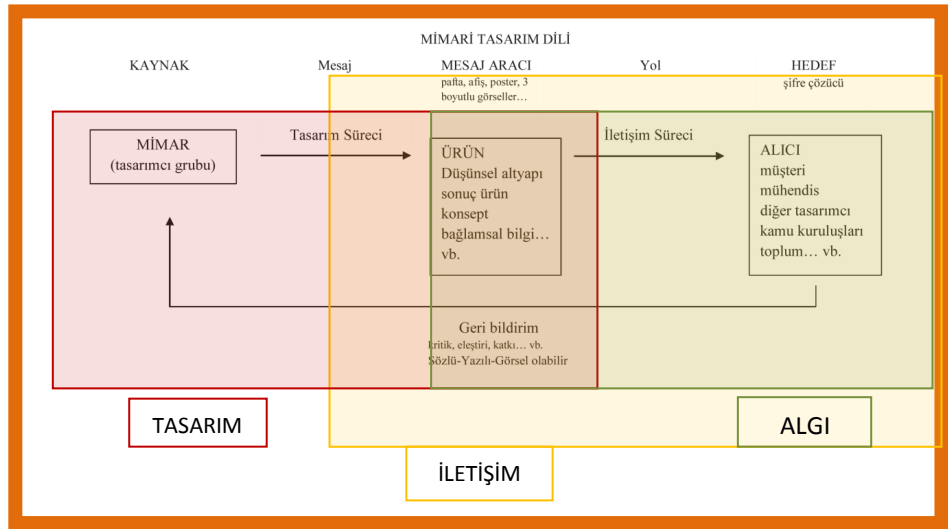 MİMARİ TASARIM DİLİ
KAYNAK
Mesaj
MESAJ ARACI
pafta, afiş, poster, 3
boyutlu görseller…
Yol
HEDEF
şifre çözücü
MİMAR
(tasarımcı grubu)
Tasarım Süreci
ÜRÜN
Düşünsel altyapı
sonuç ürün
konsept
bağlamsal bilgi…
vb.
İletişim Süreci
ALICI
müşteri
mühendis
diğer tasarımcı
kamu kuruluşları
toplum… vb.
Geri bildirim
kritik, eleştiri, katkı… vb.
Sözlü-Yazılı-Görsel olabilir
TASARIM
İLETİŞİM
ALGI